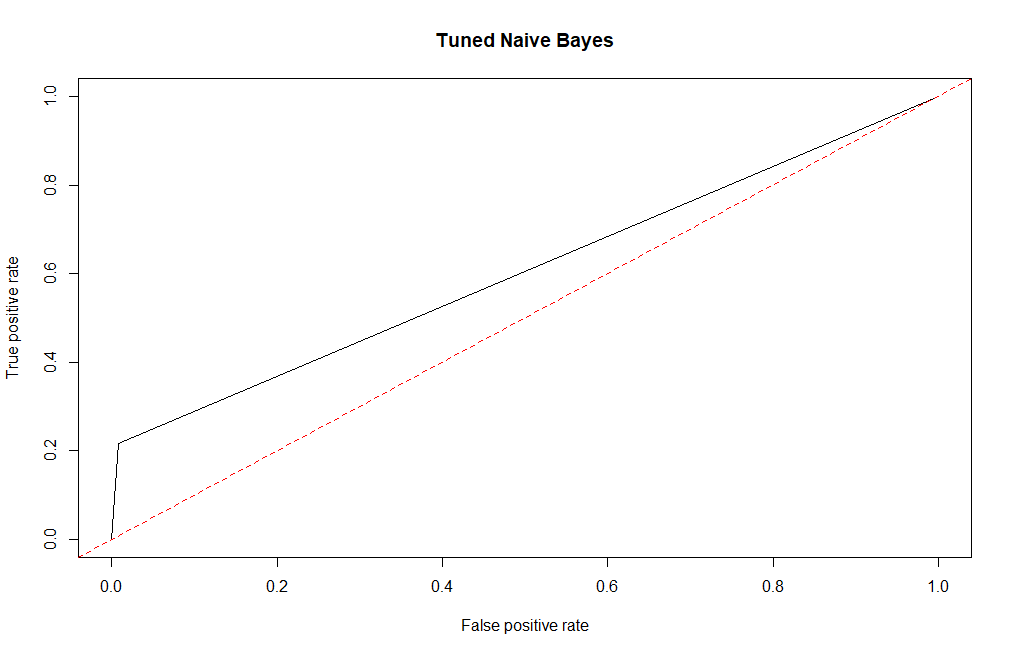 Tuned Naive Bayes
1.0
0.8
0.6
0.4
0.2
0.0
True positive rate
0.0 0.2 0.4 0.6 0.8 1.0
False positive rate